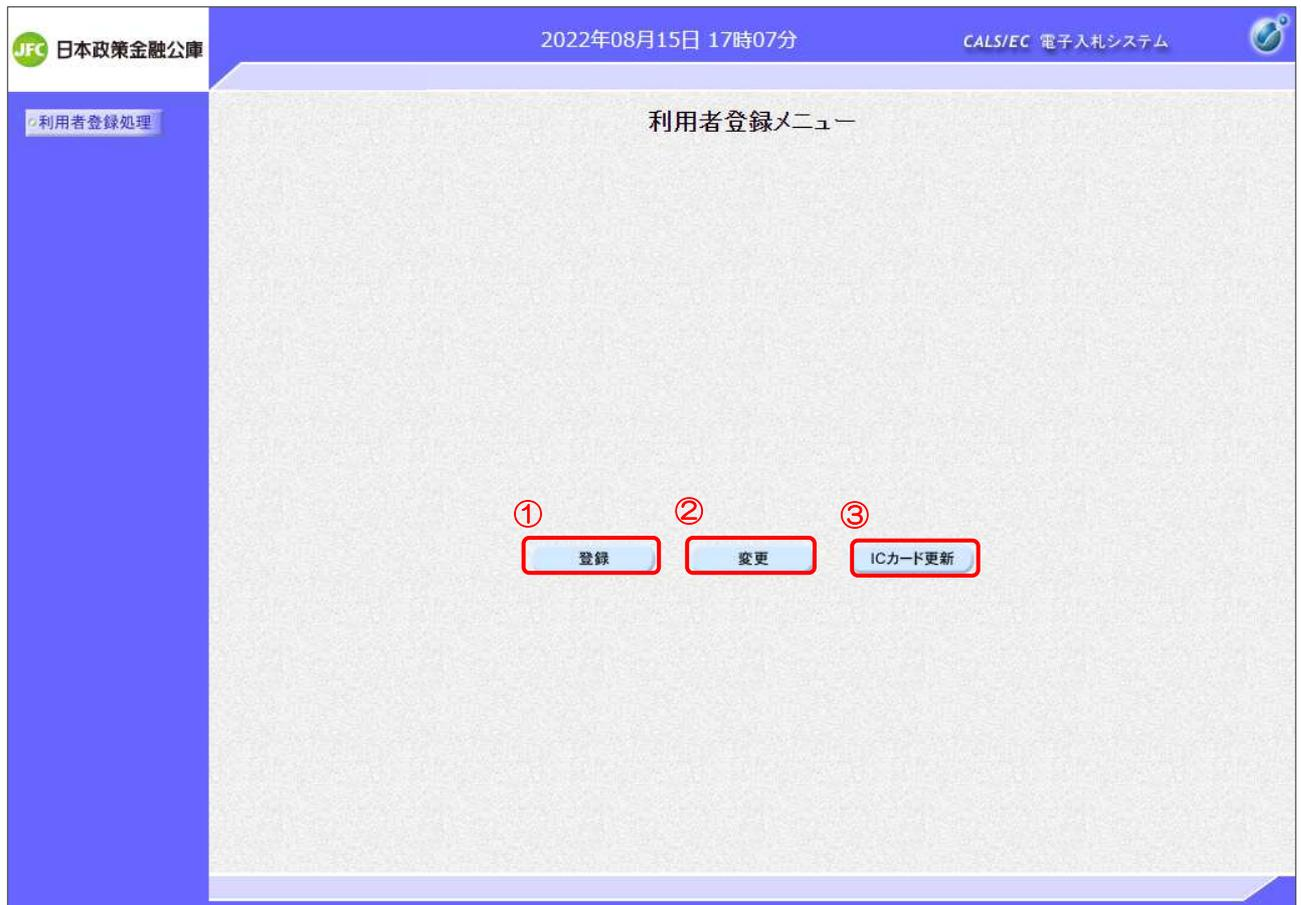 JFC 日本政策金融公庫
2022年08月15日 17時07分
CALS/EC 電子入札システム
利用者登録処理
利用者登録メニュー
① ② ③
登録 変更 ICカード更新